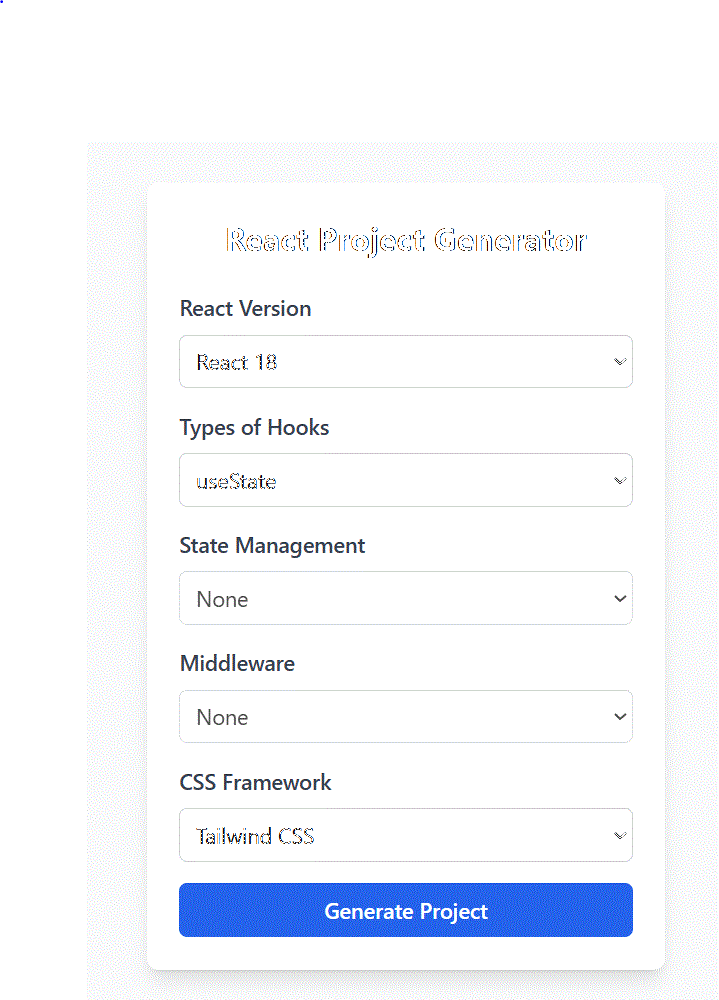 React Project Generator
React Version
React 18
Types of Hooks
useState
State Management
None
Middleware
None
CSS Framework
Tailwind CSS
Generate Project